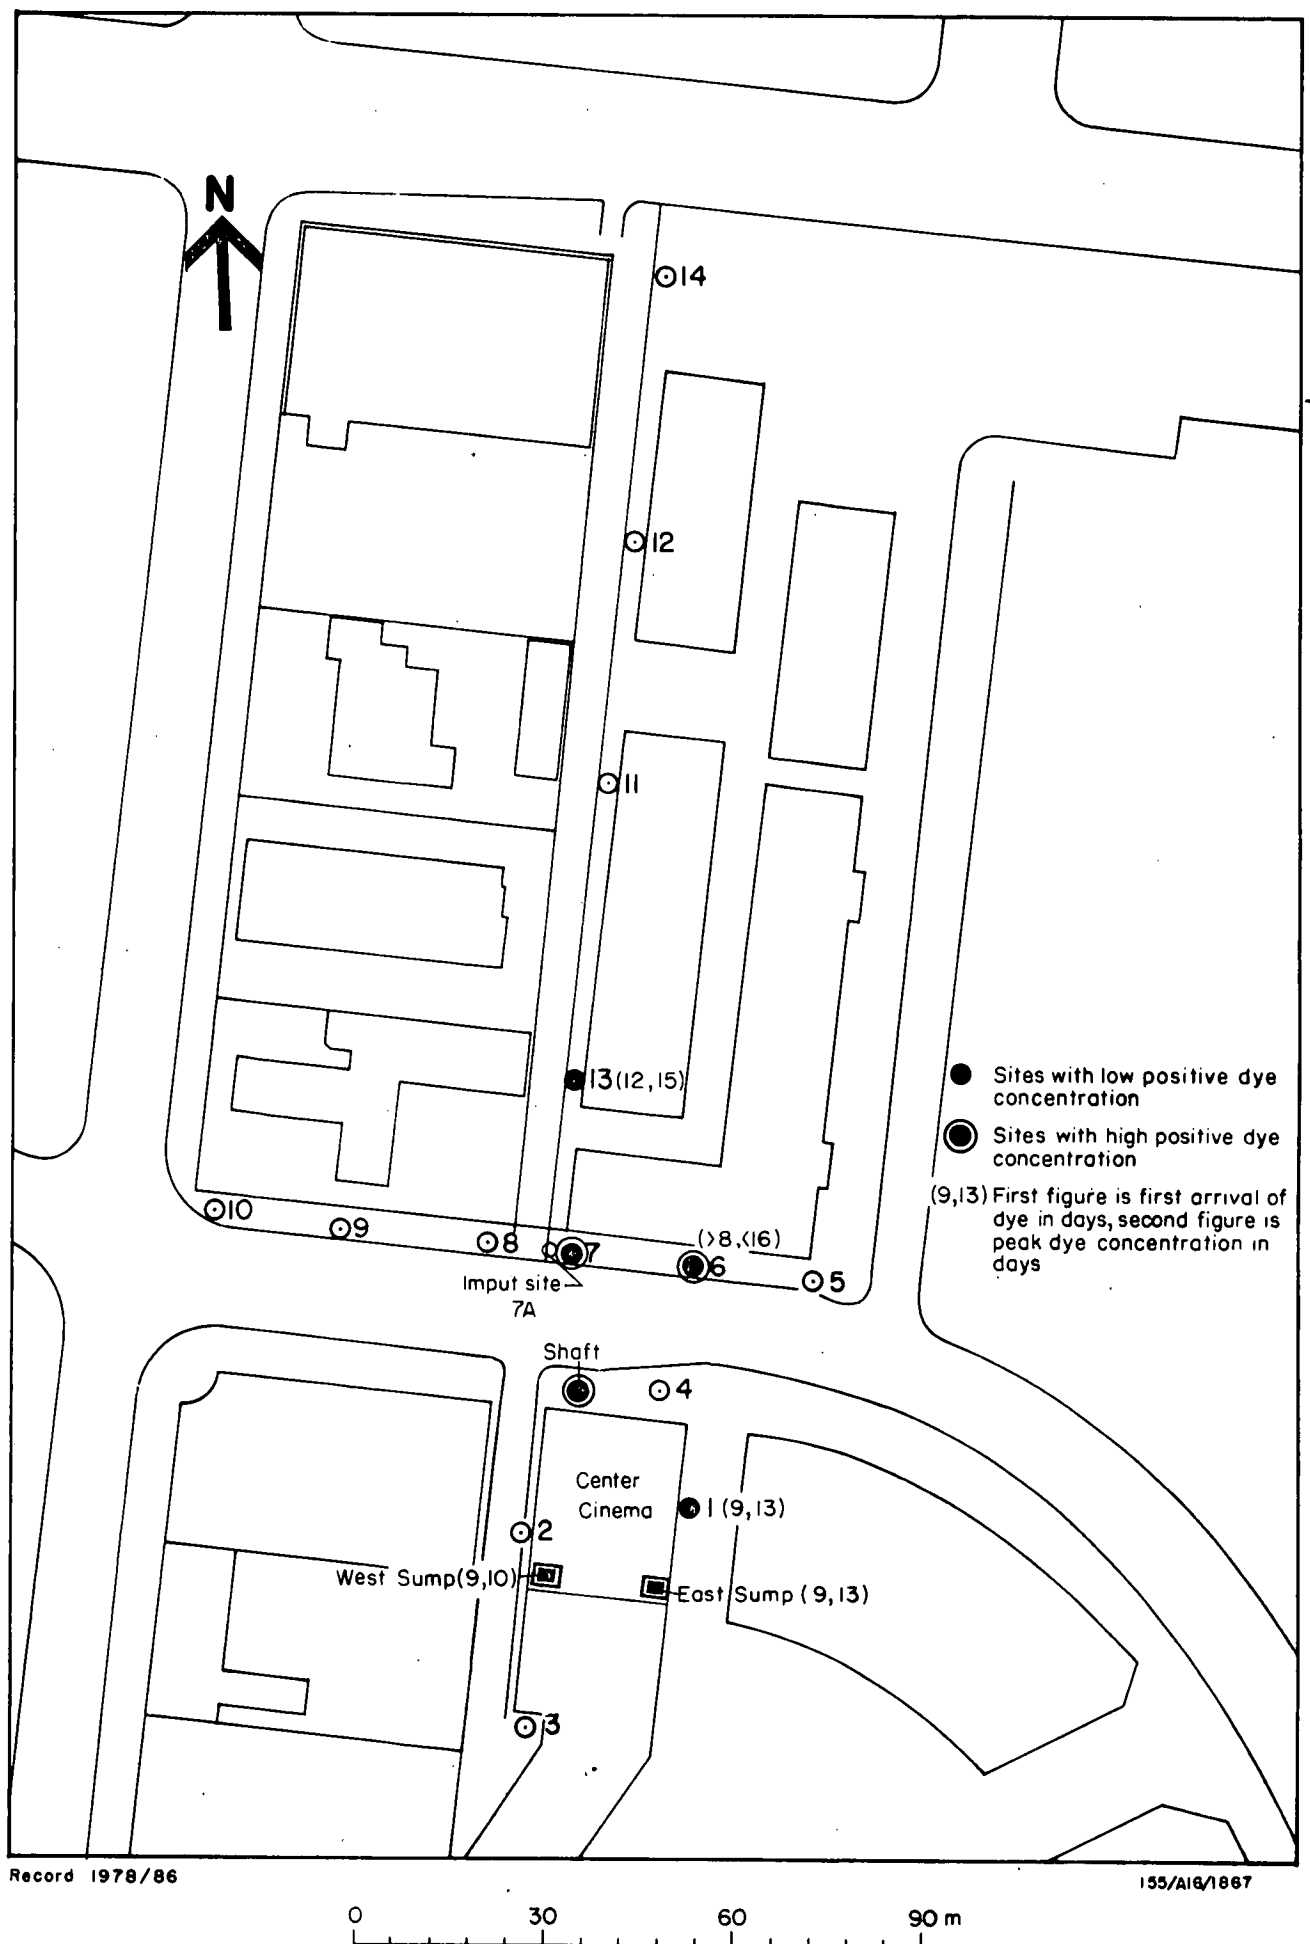 N
14
12
11
13(12,15)
Sites with low positive dye
concentration
Sites with high positive dye
concentration
(9,13) First figure is first arrival of
dye in days, second figure is
peak dye concentration in
days
10
9
8
7
(>8,<16)
6
5
Imput site
7A
Shaft
4
Center
Cinema
1 (9,13)
2
West Sump(9,10)
East Sump (9,13)
3
Record 1978/86
155/A16/1867
0 30 60 90 m